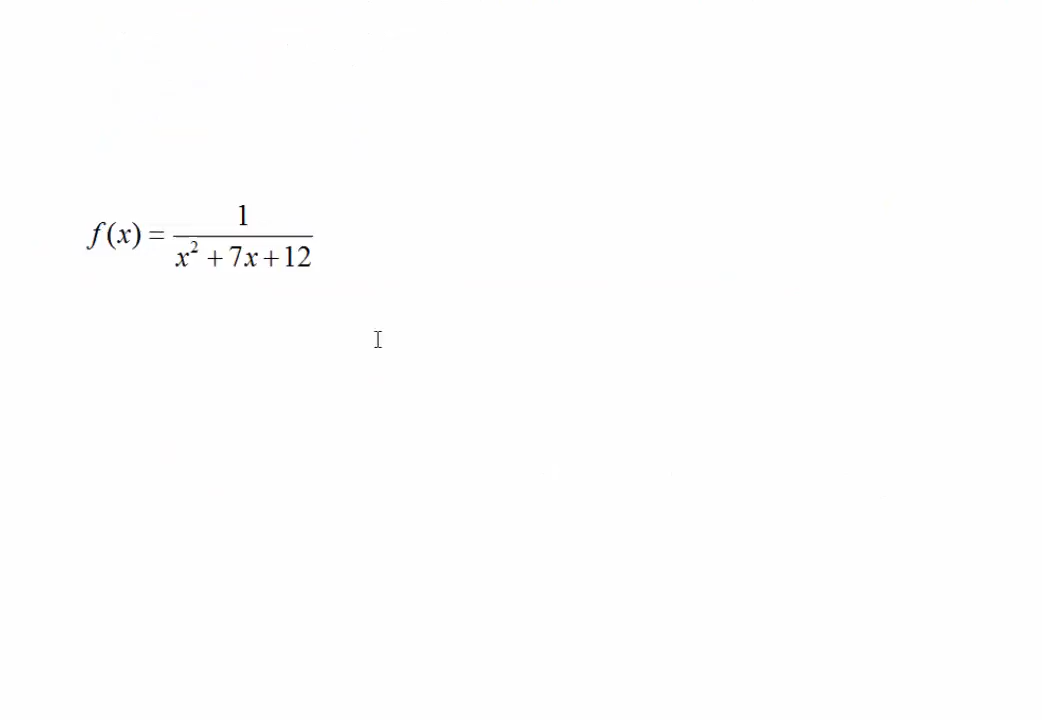 f(x) = 1 / (x² + 7x + 12)